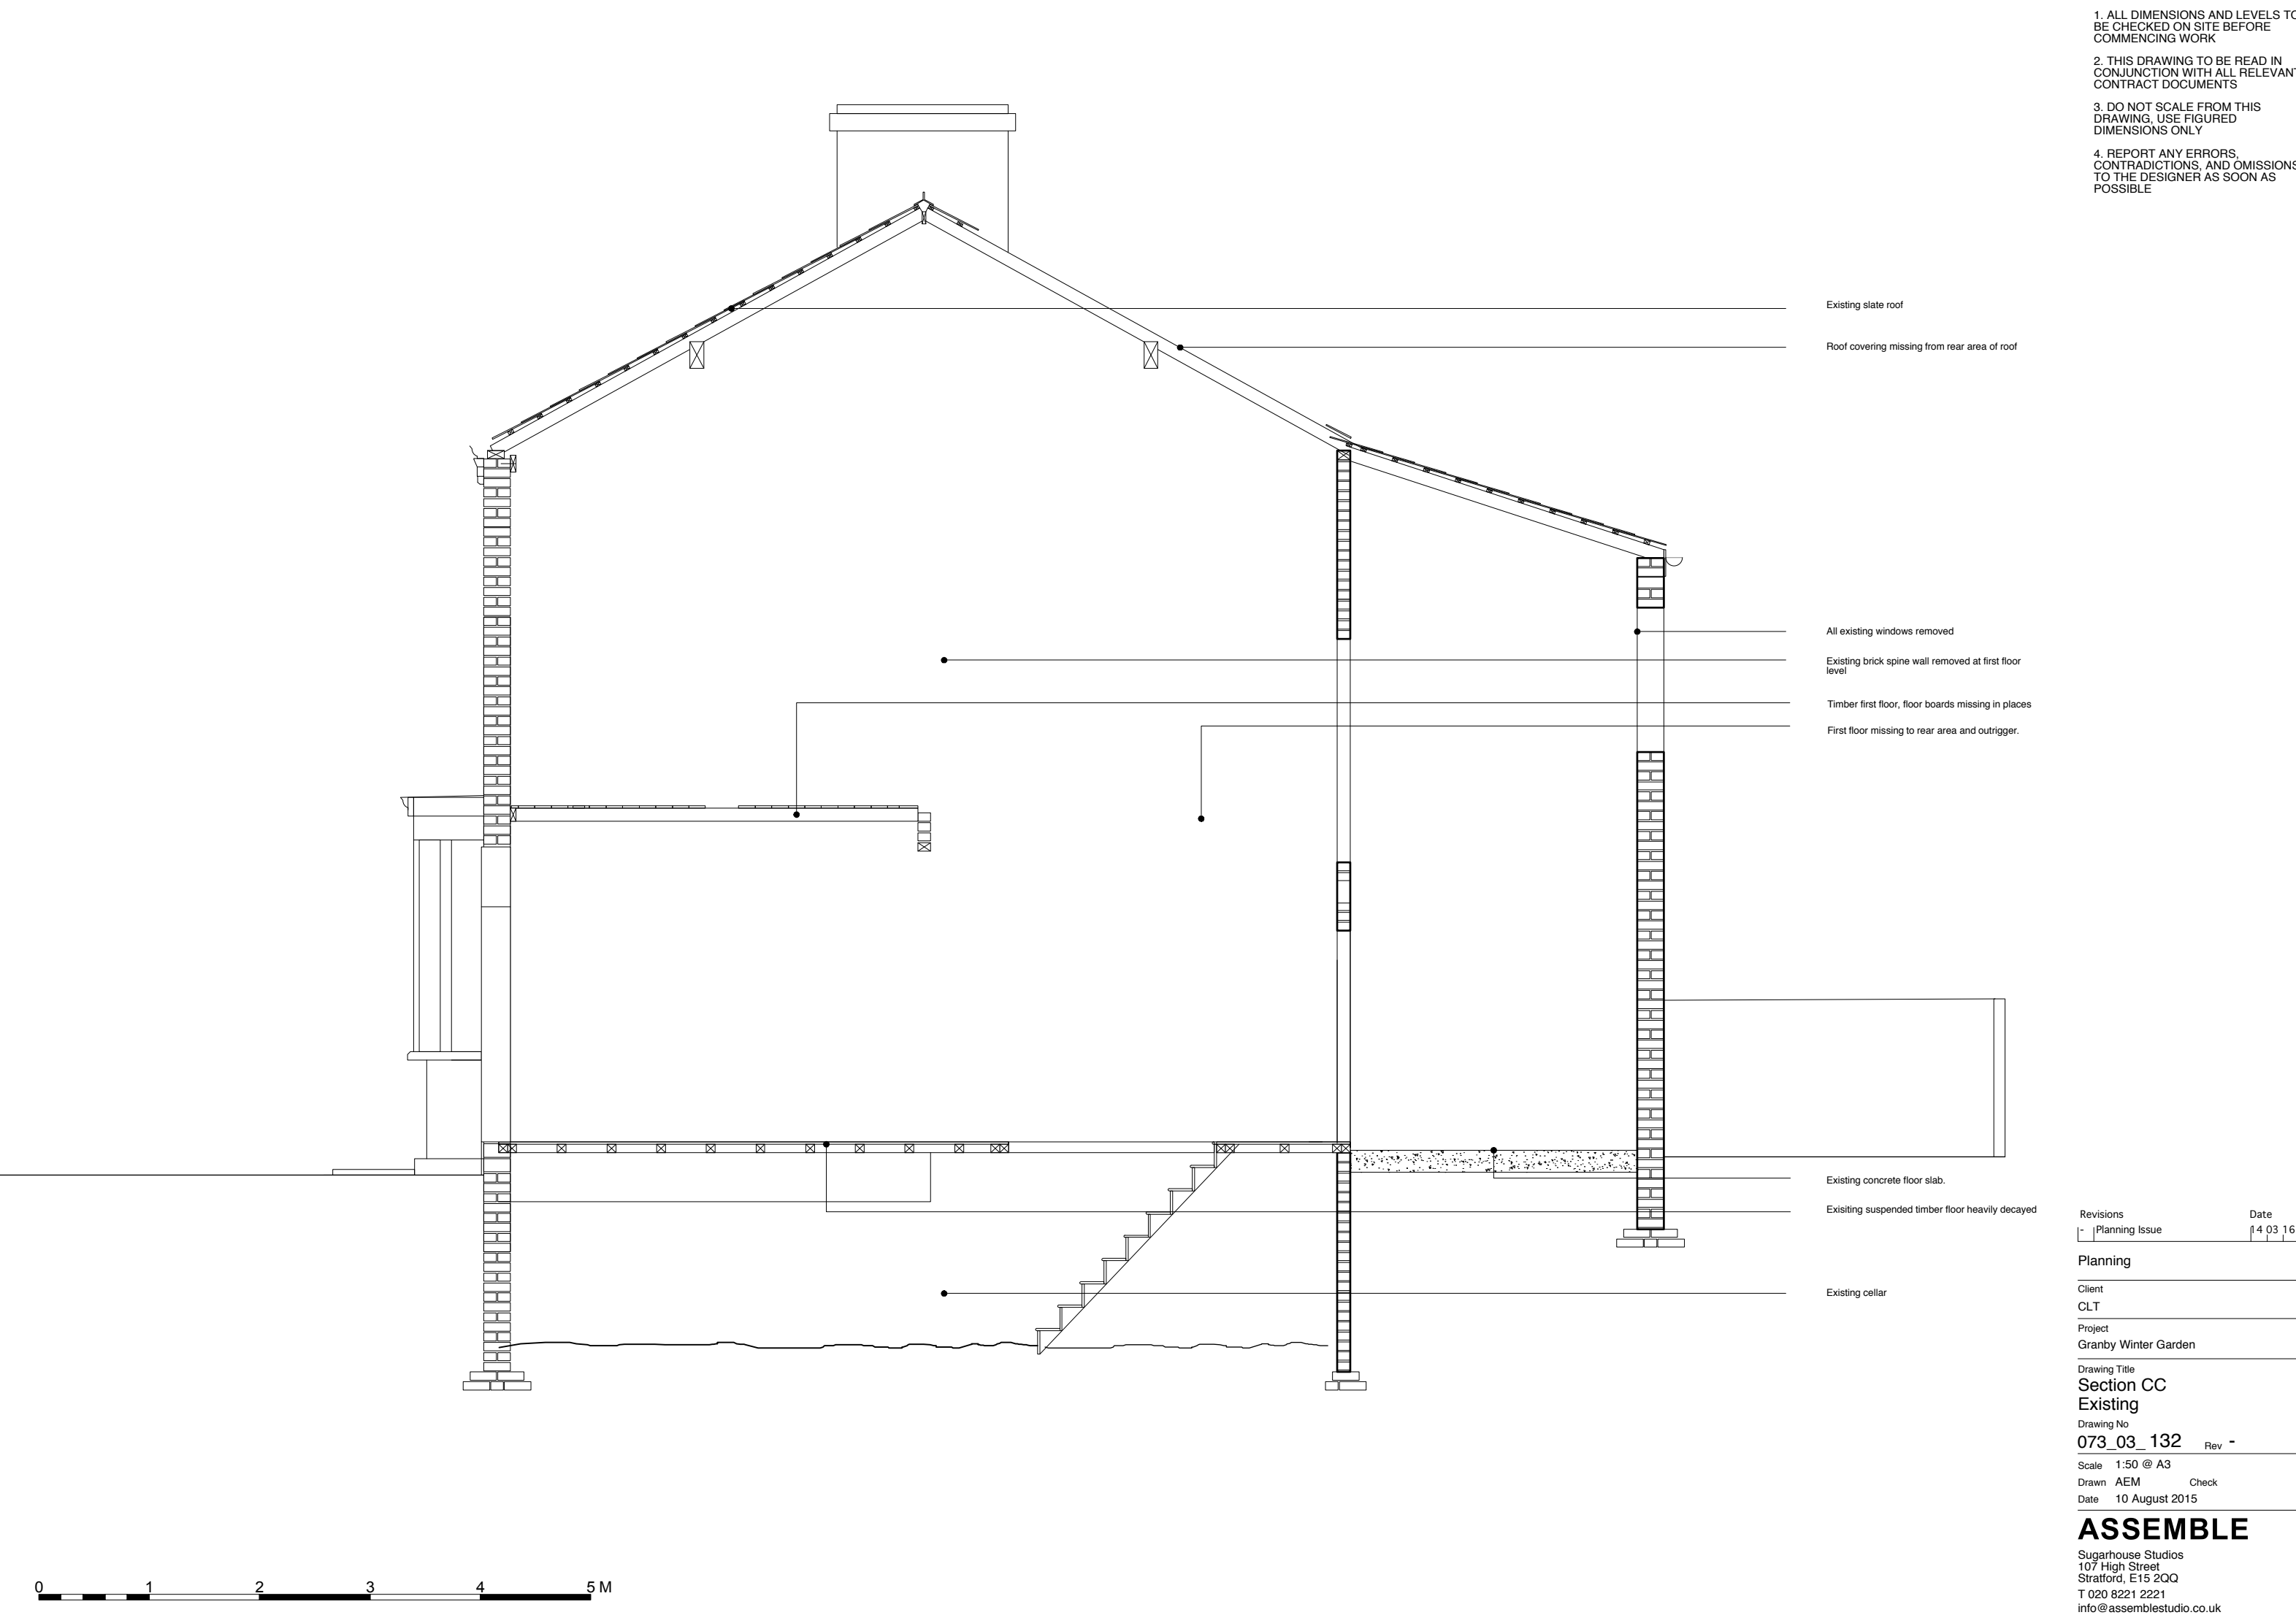 1. ALL DIMENSIONS AND LEVELS TO
BE CHECKED ON SITE BEFORE
COMMENCING WORK
2. THIS DRAWING TO BE READ IN
CONJUNCTION WITH ALL RELEVANT
CONTRACT DOCUMENTS
3. DO NOT SCALE FROM THIS
DRAWING, USE FIGURED
DIMENSIONS ONLY
4. REPORT ANY ERRORS,
CONTRADICTIONS, AND OMISSIONS
TO THE DESIGNER AS SOON AS
POSSIBLE
Existing slate roof
Roof covering missing from rear area of roof
All existing windows removed
Existing brick spine wall removed at first floor
level
Timber first floor, floor boards missing in places
First floor missing to rear area and outrigger.
Existing concrete floor slab.
Exisiting suspended timber floor heavily decayed
Existing cellar
Revisions Date
- Planning Issue 14 03 16
Planning
Client
CLT
Project
Granby Winter Garden
Drawing Title
Section CC
Existing
Drawing No
073_03_ 132 Rev -
Scale 1:50 @ A3
Drawn AEM Check
Date 10 August 2015
ASSEMBLE
Sugarhouse Studios
107 High Street
Stratford, E15 2QQ
T 020 8221 2221
info@assemblestudio.co.uk
0 1 2 3 4 5 M